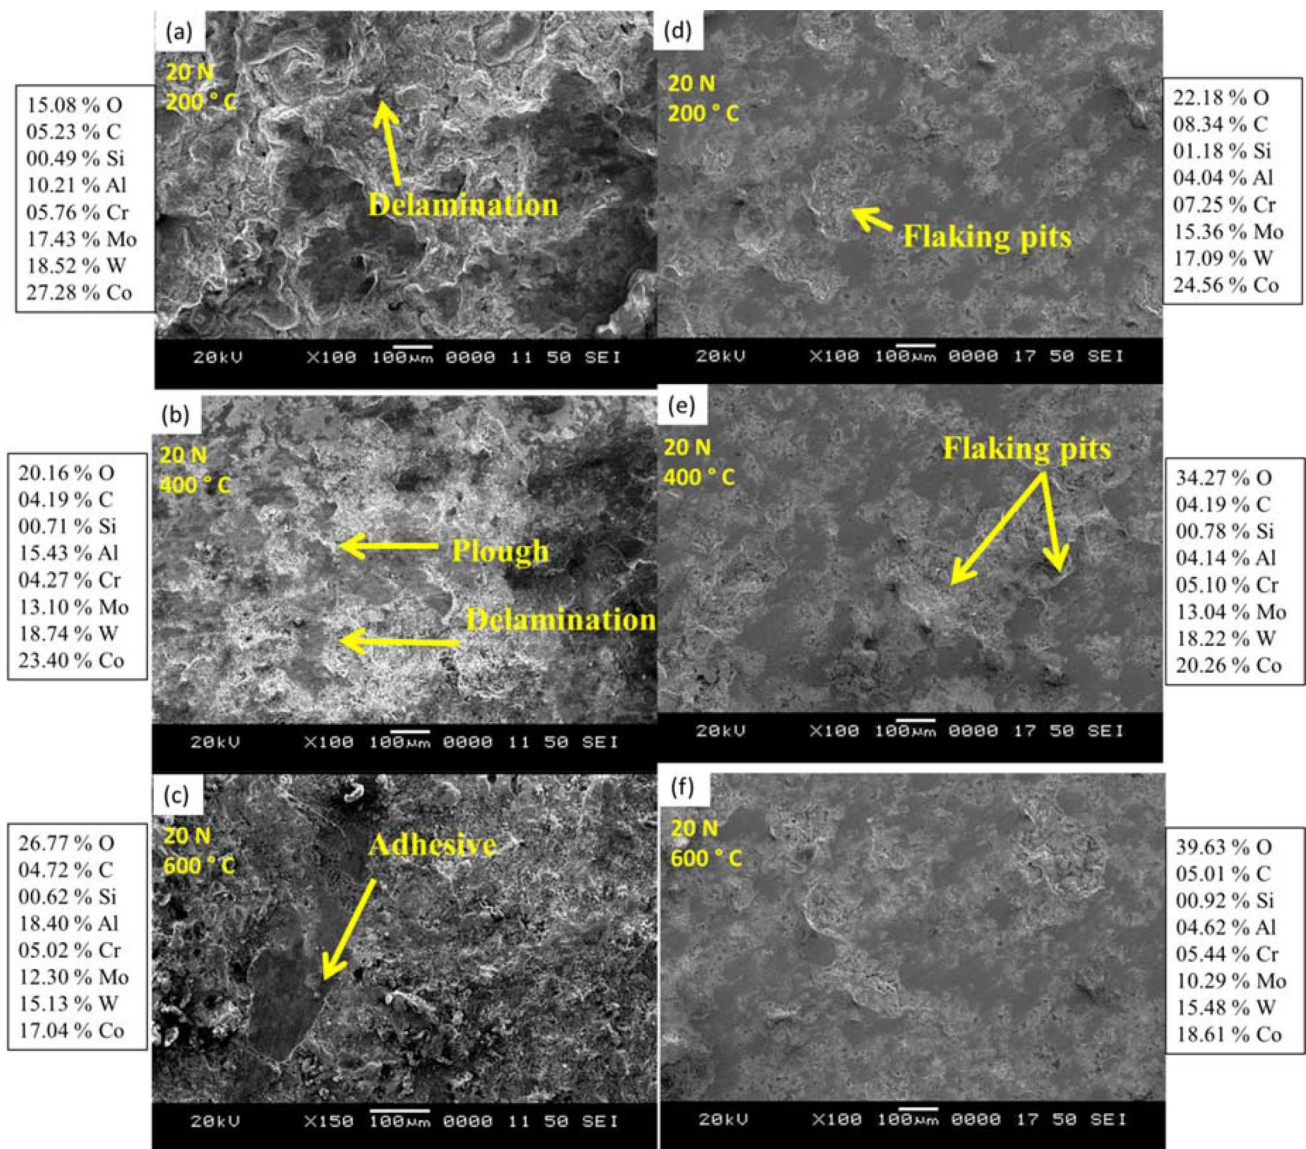 (a)
20 N
200 ° C
Delamination
20kV X100 100μm 0000 11 50 SEI
15.08 % O
05.23 % C
00.49 % Si
10.21 % Al
05.76 % Cr
17.43 % Mo
18.52 % W
27.28 % Co
(d)
20 N
200 ° C
Flaking pits
20kV X100 100μm 0000 17 50 SEI
22.18 % O
08.34 % C
01.18 % Si
04.04 % Al
07.25 % Cr
15.36 % Mo
17.09 % W
24.56 % Co
(b)
20 N
400 ° C
Plough
Delamination
20kV X100 100μm 0000 11 50 SEI
20.16 % O
04.19 % C
00.71 % Si
15.43 % Al
04.27 % Cr
13.10 % Mo
18.74 % W
23.40 % Co
(e)
20 N
400 ° C
Flaking pits
20kV X100 100μm 0000 17 50 SEI
34.27 % O
04.19 % C
00.78 % Si
04.14 % Al
05.10 % Cr
13.04 % Mo
18.22 % W
20.26 % Co
(c)
20 N
600 ° C
Adhesive
20kV X150 100μm 0000 11 50 SEI
26.77 % O
04.72 % C
00.62 % Si
18.40 % Al
05.02 % Cr
12.30 % Mo
15.13 % W
17.04 % Co
(f)
20 N
600 ° C
20kV X100 100μm 0000 17 50 SEI
39.63 % O
05.01 % C
00.92 % Si
04.62 % Al
05.44 % Cr
10.29 % Mo
15.48 % W
18.61 % Co